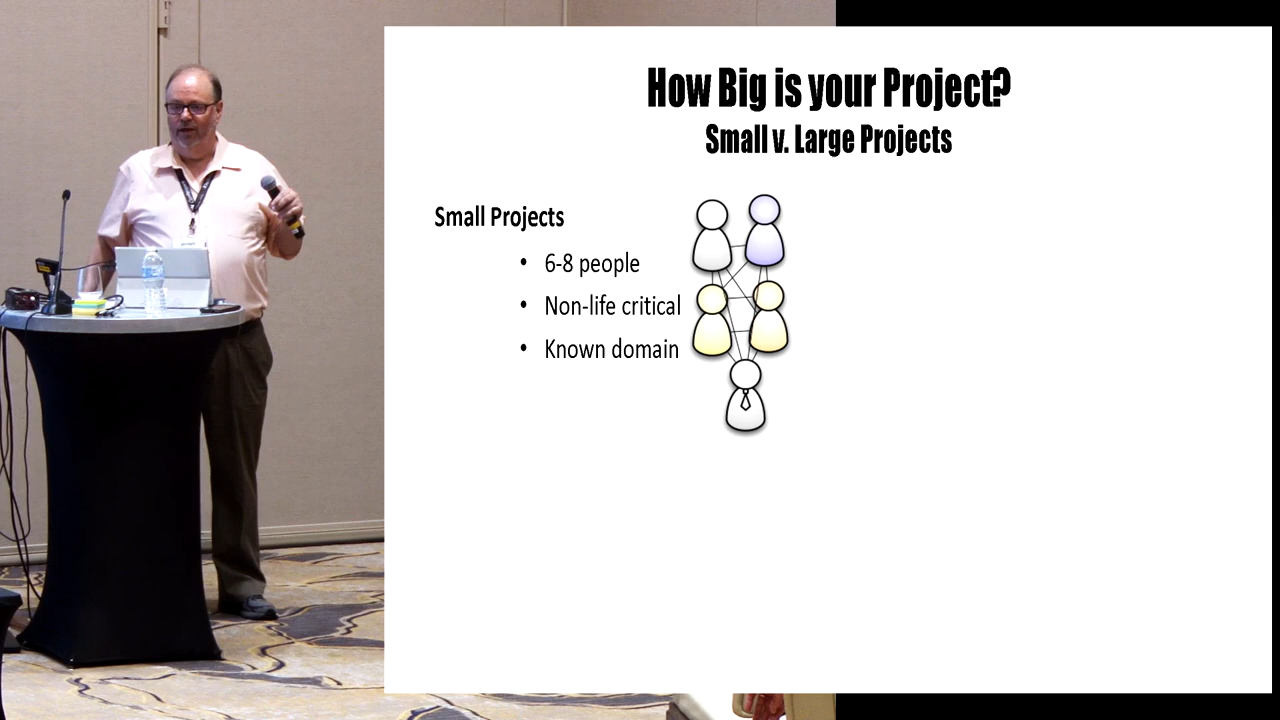 How Big is your Project?
Small v. Large Projects
Small Projects
• 6-8 people
• Non-life critical
• Known domain